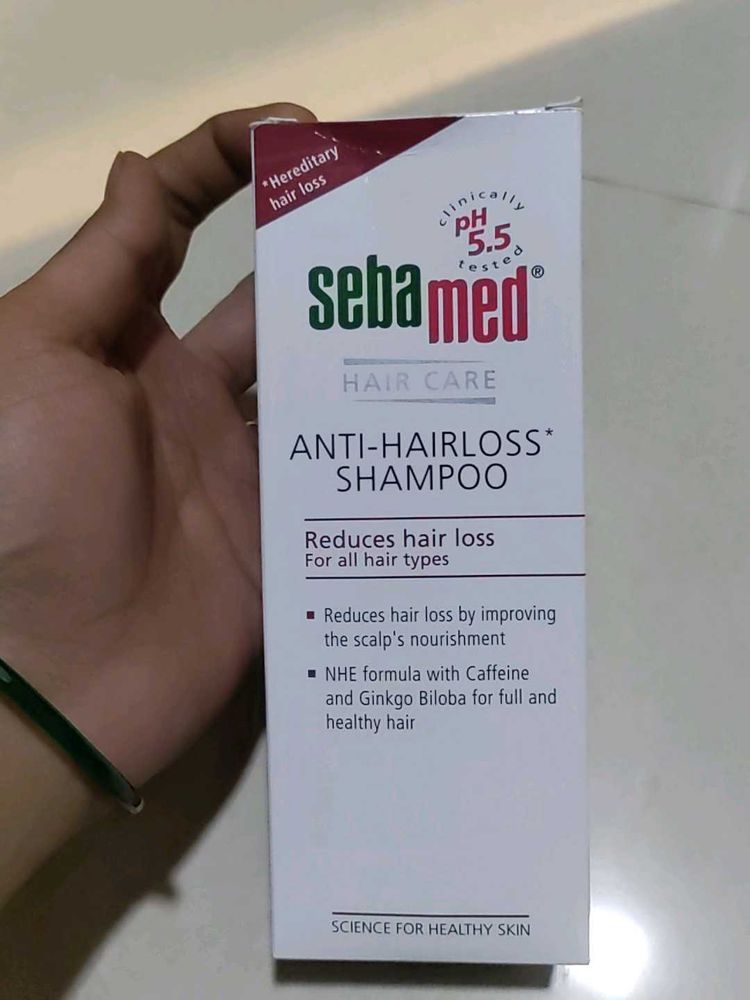 *Hereditary
hair loss
clinically
pH
5.5
tested
sebamed®
HAIR CARE
ANTI-HAIRLOSS*
SHAMPOO
Reduces hair loss
For all hair types
▪ Reduces hair loss by improving
the scalp's nourishment
▪ NHE formula with Caffeine
and Ginkgo Biloba for full and
healthy hair
SCIENCE FOR HEALTHY SKIN